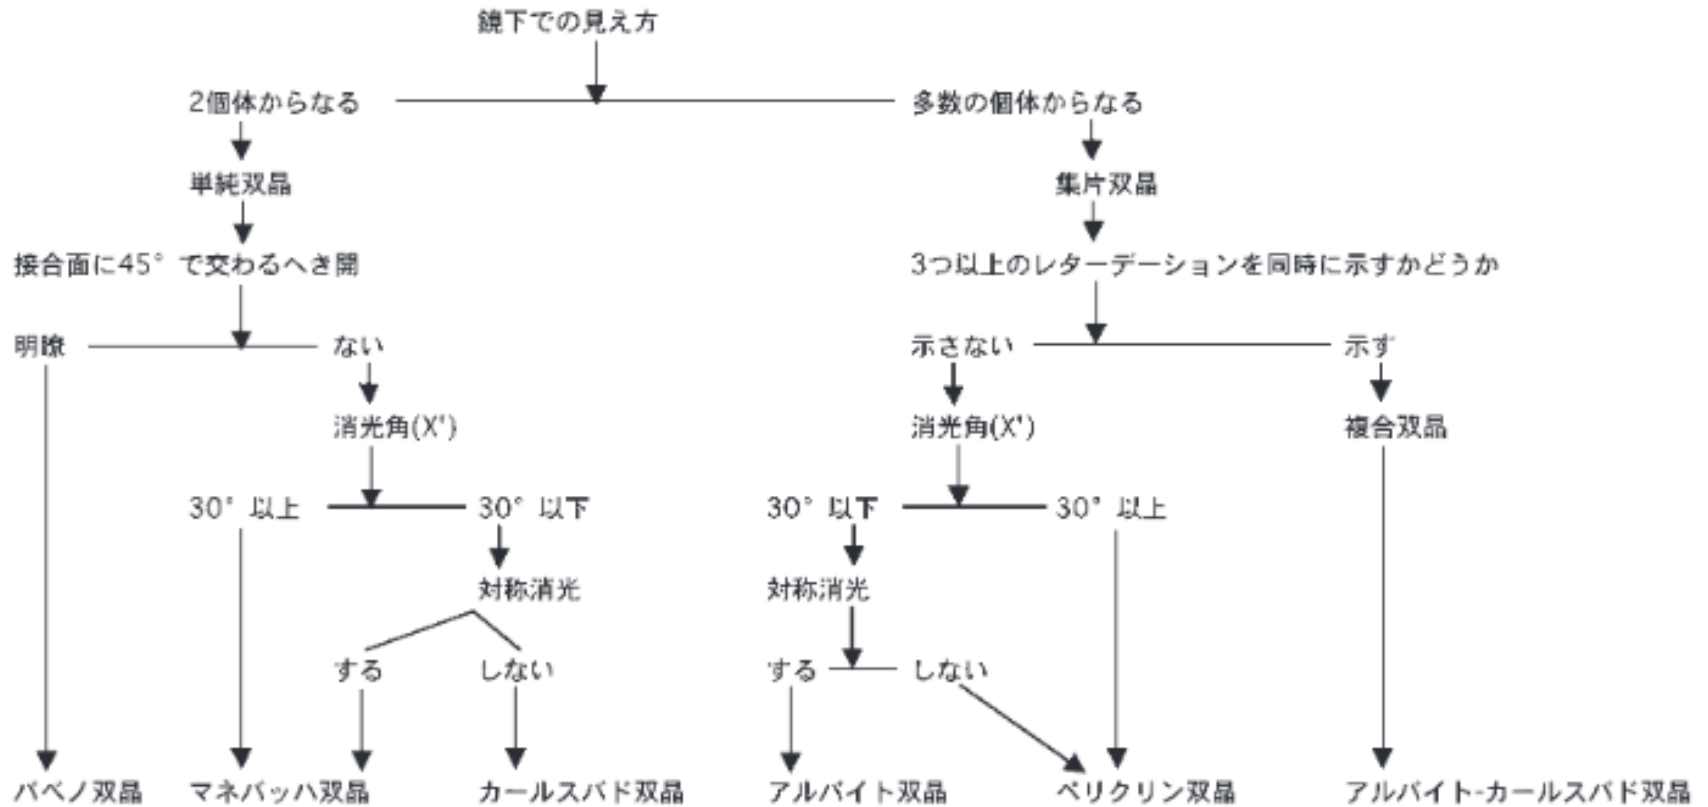 鏡下での見え方
2個体からなる 多数の個体からなる
単純双晶 集片双晶
接合面に45°で交わるへき開 3つ以上のレターデーションを同時に示すかどうか
明瞭 ない 示さない 示す
消光角(X') 消光角(X') 複合双晶
30°以上 30°以下 30°以下 30°以上
対称消光 対称消光
する しない する しない
バベノ双晶 マネバッハ双晶 カールスバド双晶 アルバイト双晶 ペリクリン双晶 アルバイト-カールスバド双晶